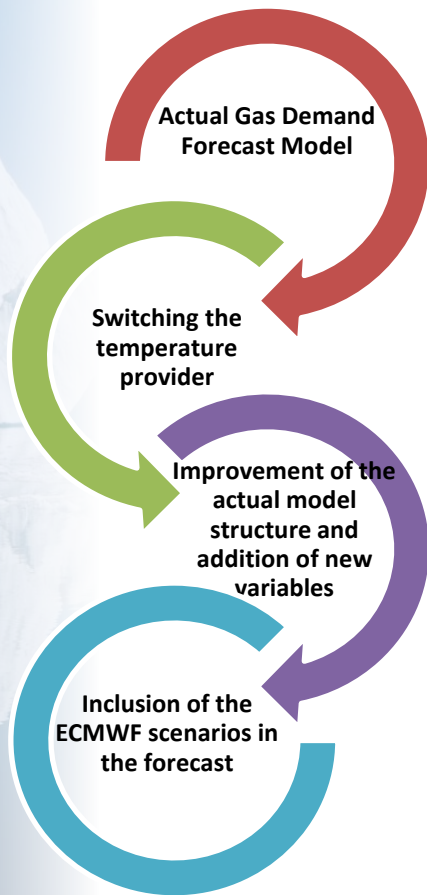 Actual Gas Demand
Forecast Model
Switching the
temperature
provider
Improvement of the
actual model
structure and
addition of new
variables
Inclusion of the
ECMWF scenarios in
the forecast